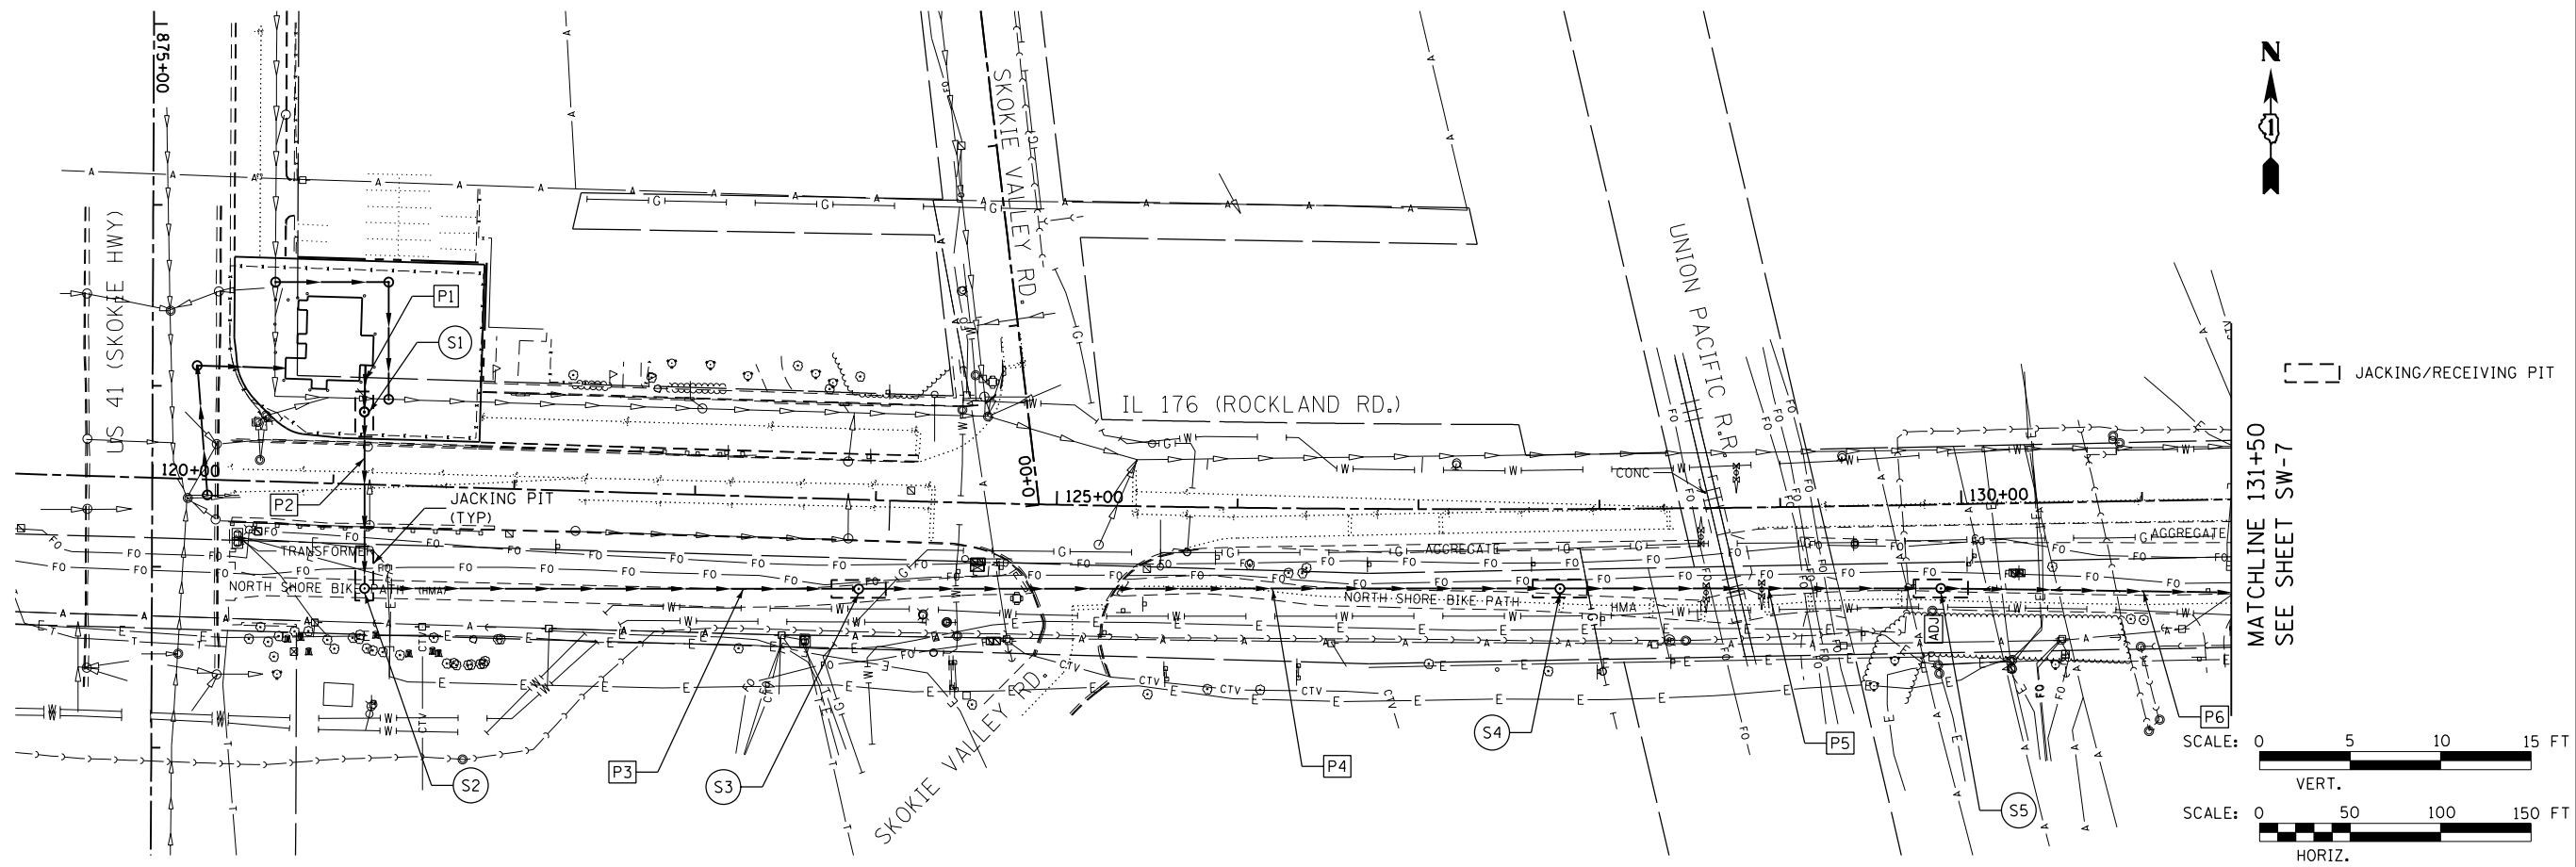 875+00
SKOKIE VALLEY RD.
N
US 41 (SKOKIE HWY)
P1
S1
UNION PACIFIC R.R.
JACKING/RECEIVING PIT
IL 176 (ROCKLAND RD.)
120+00
P2
JACKING PIT
(TYP)
00+00
125+00
CONC
130+00
MATCHLINE 131+50
SEE SHEET SW-7
TRANSFORMER
AGGREGATE
AGGREGATE
NORTH SHORE BIKE PATH (HMA)
NORTH SHORE BIKE PATH
HMA
ADJ
P3
S2
S3
SKOKIE VALLEY RD.
P4
S4
P5
P6
S5
SCALE: 0 5 10 15 FT
VERT.
SCALE: 0 50 100 150 FT
HORIZ.